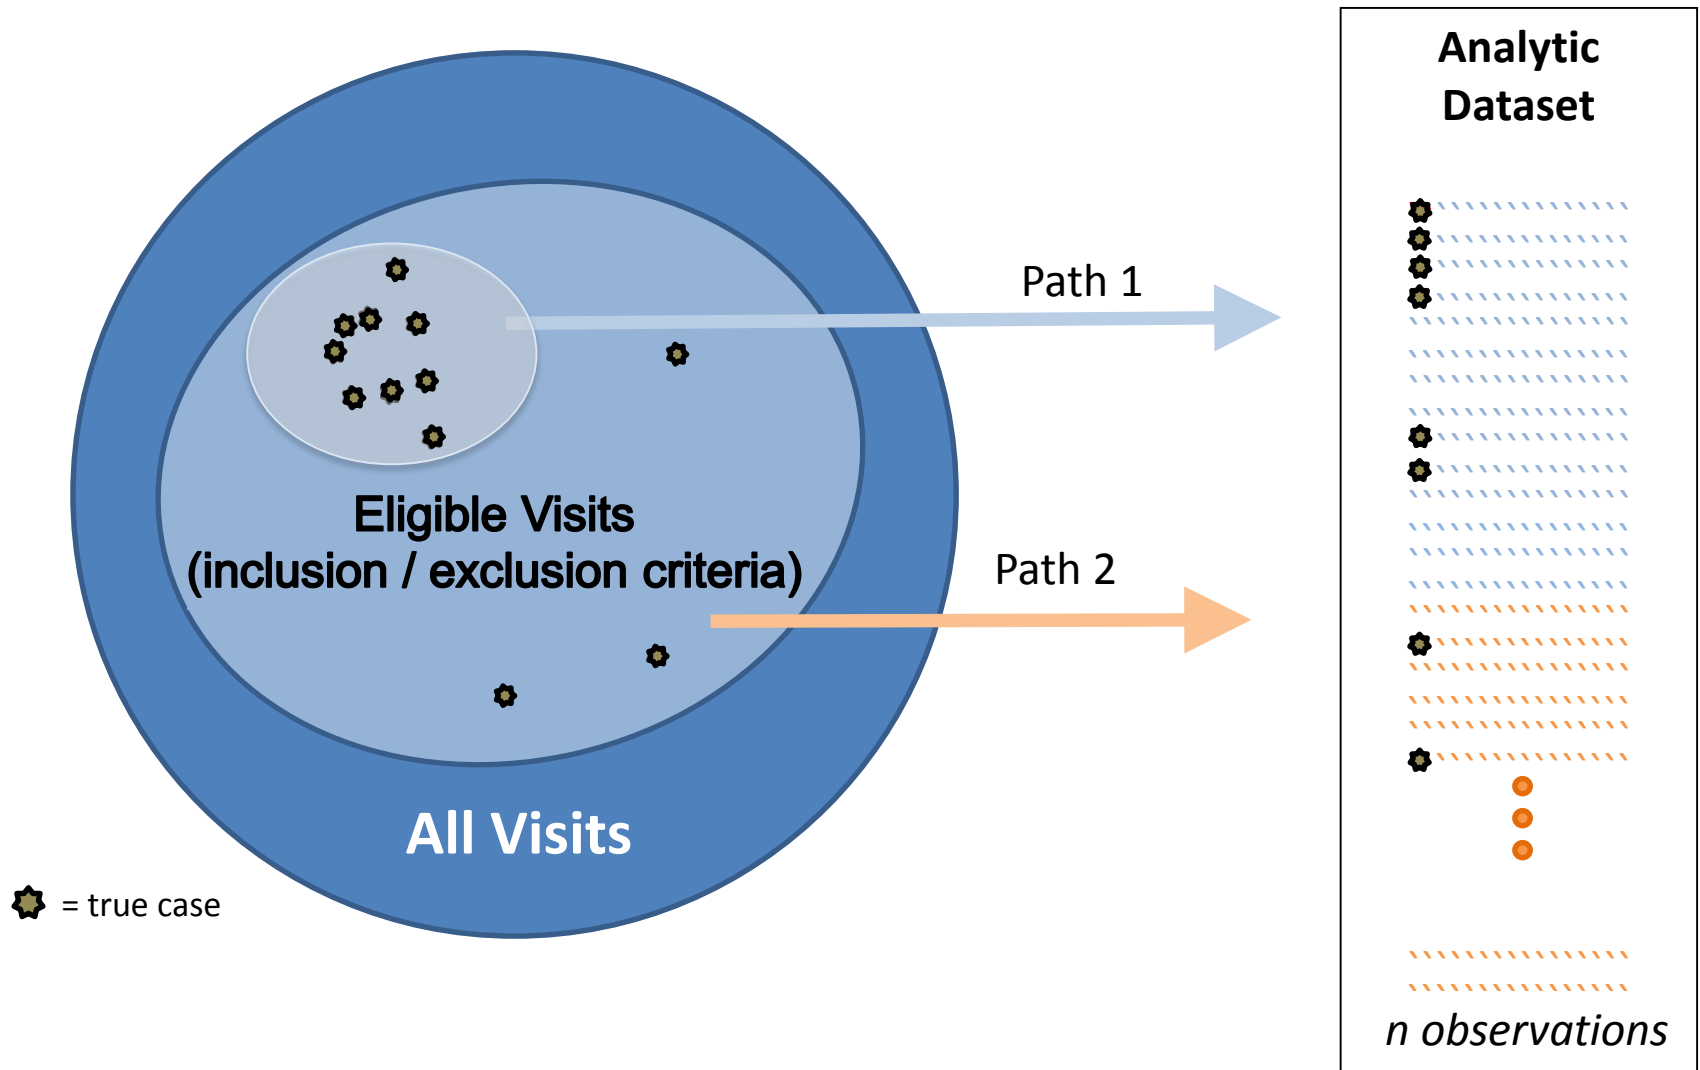 Analytic
Dataset
Path 1
Eligible Visits
(inclusion / exclusion criteria)
Path 2
All Visits
= true case
n observations